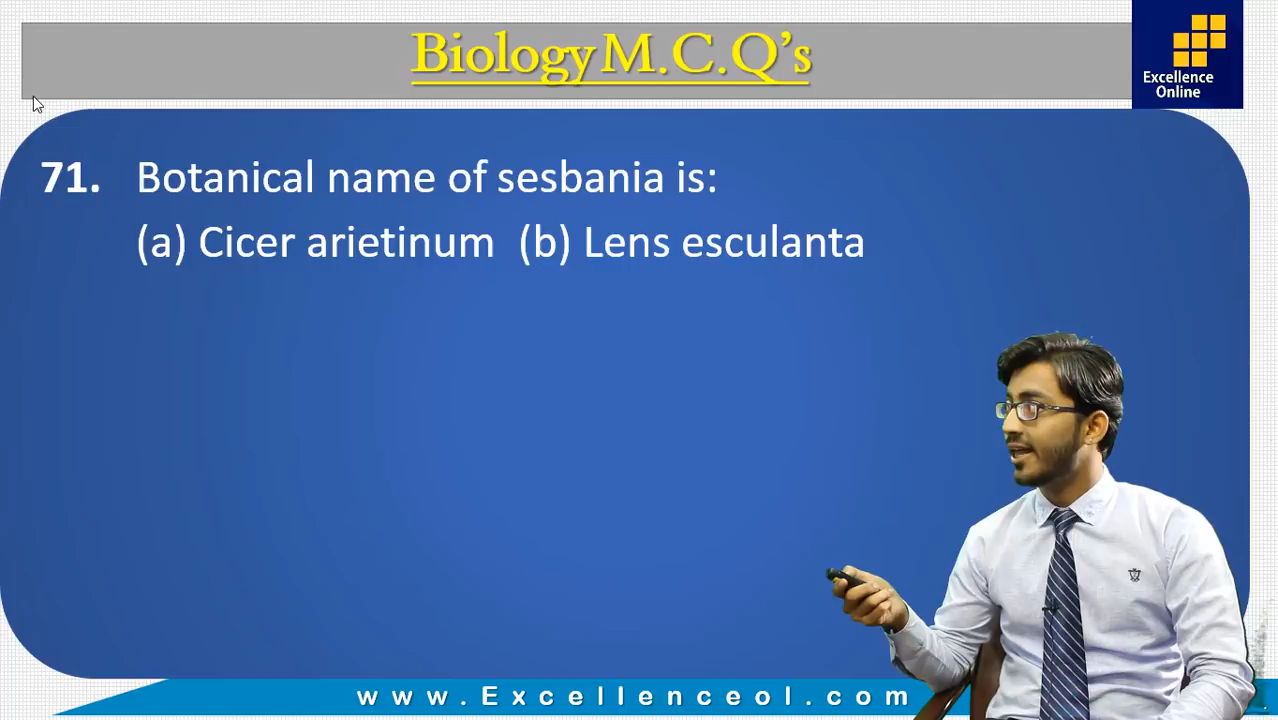 Biology M.C.Q's
Excellence
Online
71. Botanical name of sesbania is:
(a) Cicer arietinum (b) Lens esculanta
www.Excellenceol.com